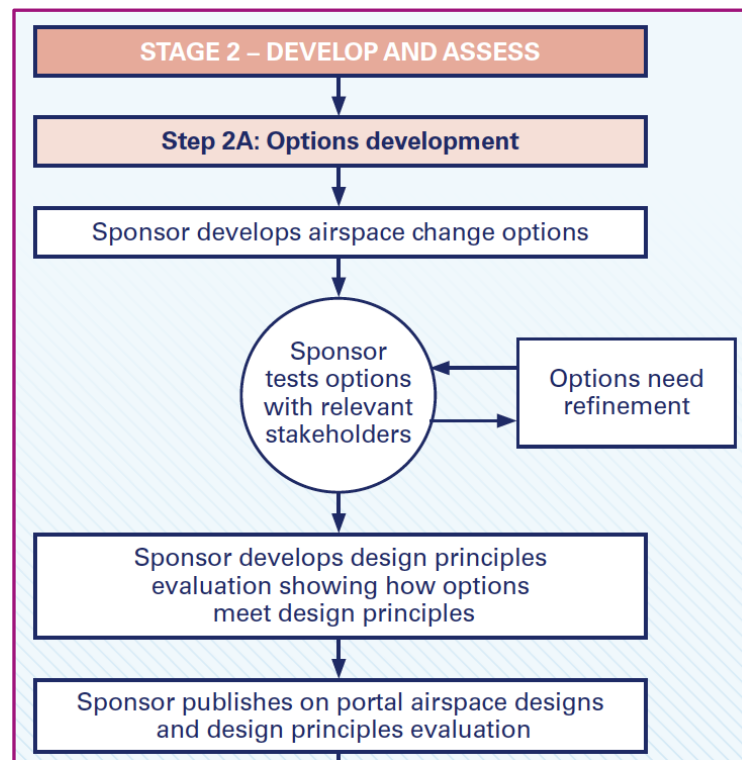 STAGE 2 – DEVELOP AND ASSESS
Step 2A: Options development
Sponsor develops airspace change options
Sponsor
tests options
with relevant
stakeholders
Options need
refinement
Sponsor develops design principles
evaluation showing how options
meet design principles
Sponsor publishes on portal airspace designs
and design principles evaluation